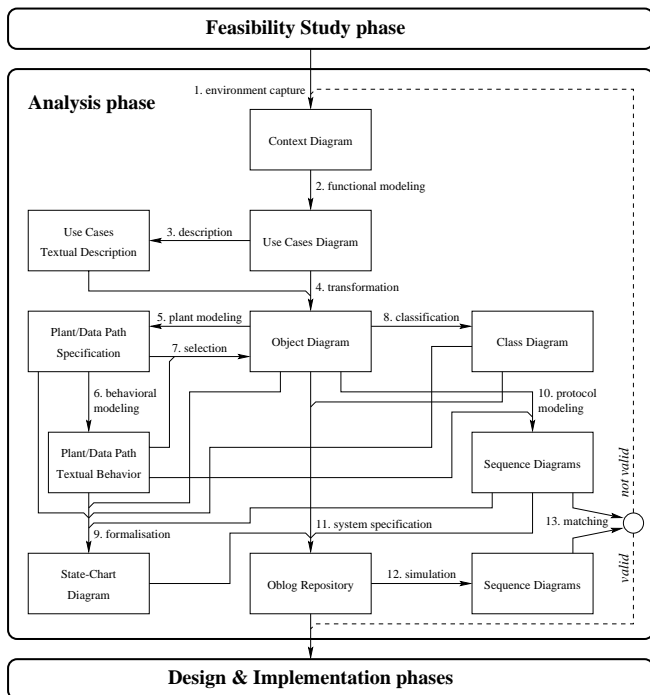 Feasibility Study phase
Analysis phase
1. environment capture
Context Diagram
2. functional modeling
Use Cases
Textual Description
3. description
Use Cases Diagram
4. transformation
Plant/Data Path
Specification
5. plant modeling
7. selection
Object Diagram
8. classification
Class Diagram
6. behavioral
modeling
10. protocol
modeling
Plant/Data Path
Textual Behavior
Sequence Diagrams
not valid
9. formalisation
11. system specification
13. matching
valid
State-Chart
Diagram
Oblog Repository
12. simulation
Sequence Diagrams
Design & Implementation phases